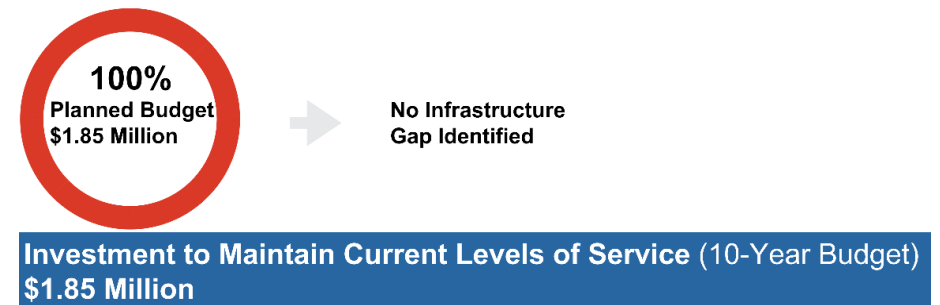 100%
Planned Budget
$1.85 Million
No Infrastructure
Gap Identified
Investment to Maintain Current Levels of Service (10-Year Budget)
$1.85 Million